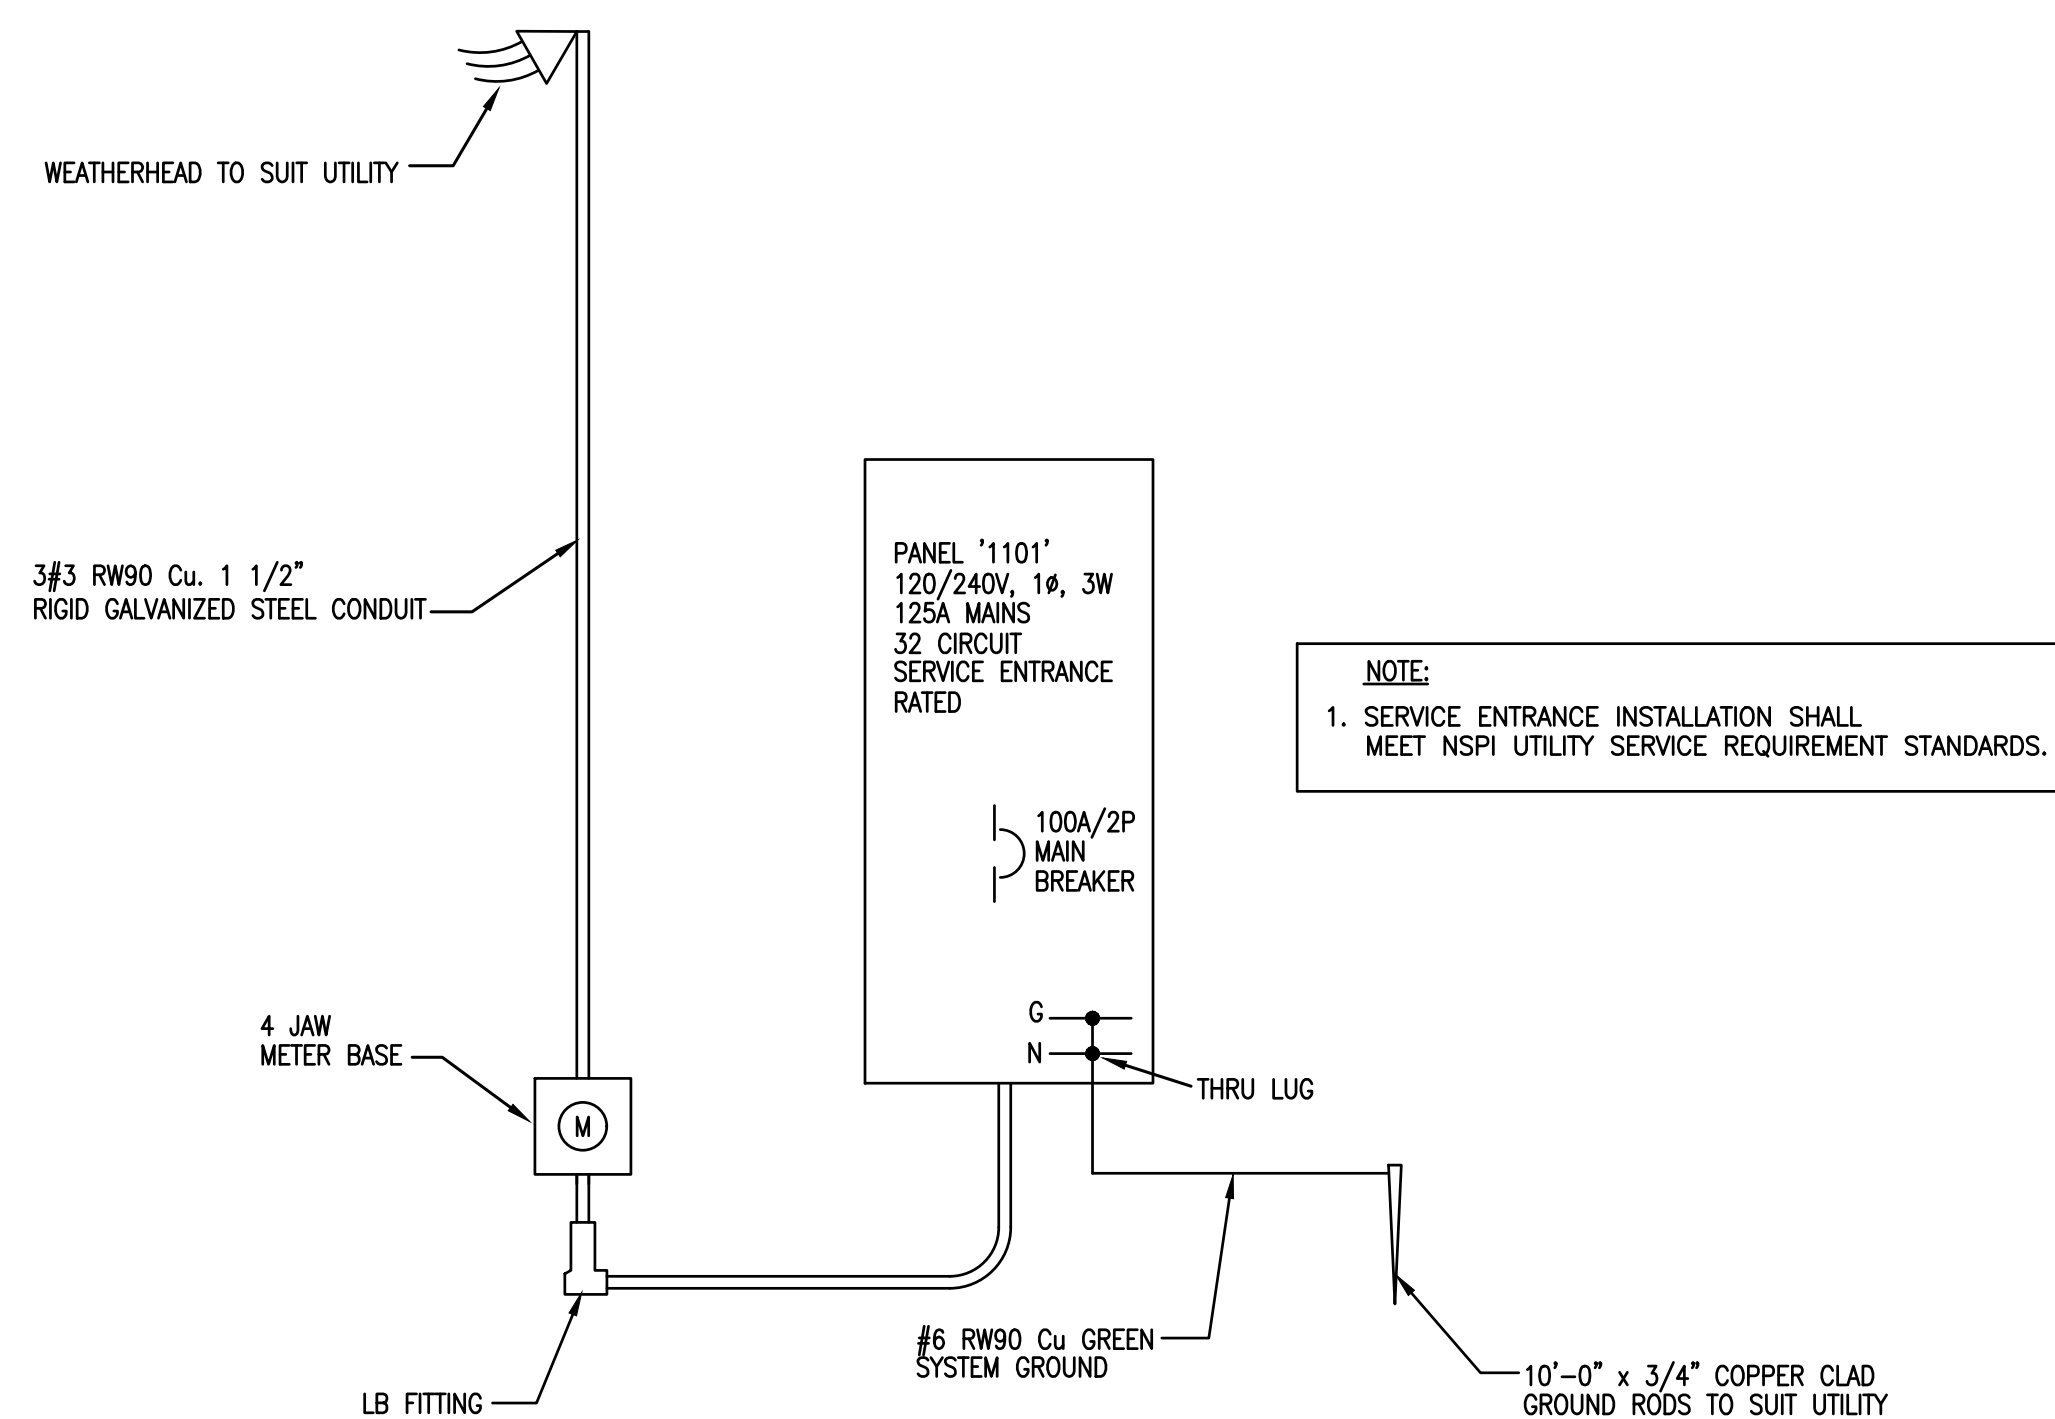 WEATHERHEAD TO SUIT UTILITY
3#3 RW90 Cu. 1 1/2"
RIGID GALVANIZED STEEL CONDUIT
PANEL '1101'
120/240V, 1ø, 3W
125A MAINS
32 CIRCUIT
SERVICE ENTRANCE
RATED
NOTE:
1. SERVICE ENTRANCE INSTALLATION SHALL
MEET NSPI UTILITY SERVICE REQUIREMENT STANDARDS.
100A/2P
MAIN
BREAKER
4 JAW
METER BASE
G
N
THRU LUG
M
#6 RW90 Cu GREEN
SYSTEM GROUND
10'-0" x 3/4" COPPER CLAD
GROUND RODS TO SUIT UTILITY
LB FITTING